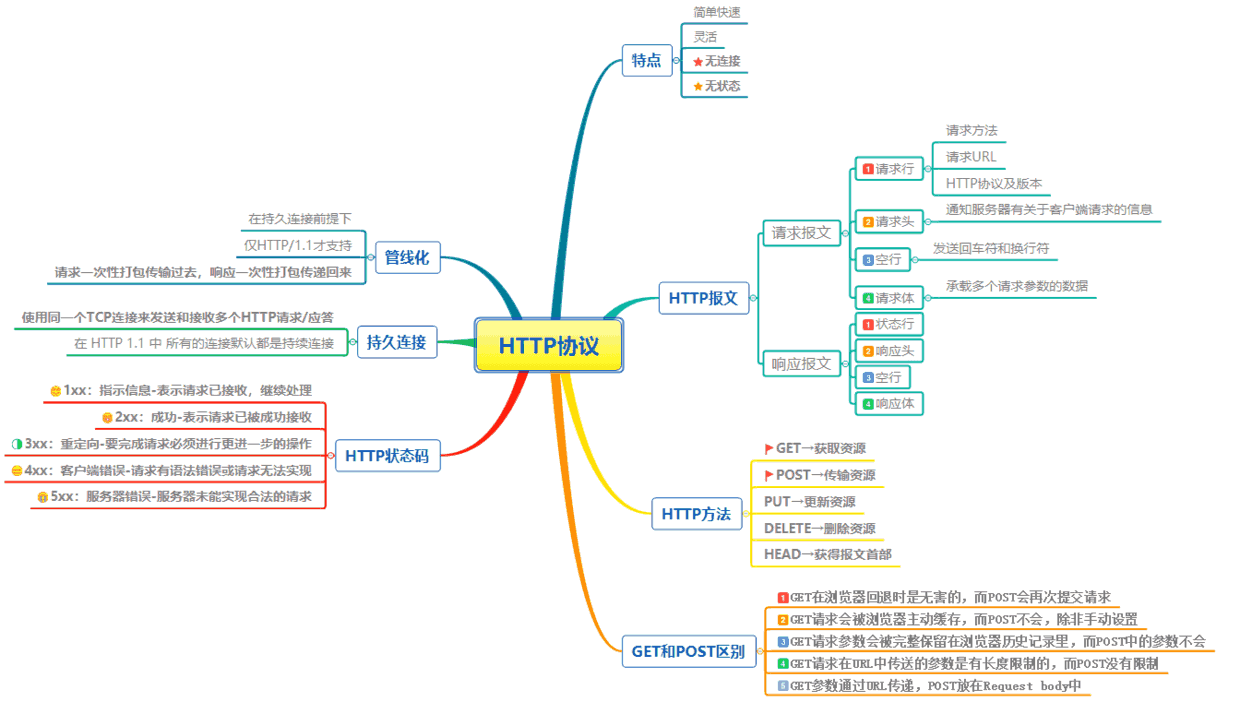 HTTP协议
特点
简单快速
灵活
无连接
无状态
HTTP报文
请求报文
1 请求行
请求方法
请求URL
HTTP协议及版本
2 请求头
通知服务器有关于客户端请求的信息
3 空行
发送回车符和换行符
4 请求体
承载多个请求参数的数据
响应报文
1 状态行
2 响应头
3 空行
4 响应体
HTTP方法
GET→获取资源
POST→传输资源
PUT→更新资源
DELETE→删除资源
HEAD→获得报文首部
GET和POST区别
1 GET在浏览器回退时是无害的，而POST会再次提交请求
2 GET请求会被浏览器主动缓存，而POST不会，除非手动设置
3 GET请求参数会被完整保留在浏览器历史记录里，而POST中的参数不会
4 GET请求在URL中传送的参数是有长度限制的，而POST没有限制
5 GET参数通过URL传递，POST放在Request body中
管线化
在持久连接前提下
仅HTTP/1.1才支持
请求一次性打包传输过去，响应一次性打包传递回来
持久连接
使用同一个TCP连接来发送和接收多个HTTP请求/应答
在 HTTP 1.1 中 所有的连接默认都是持续连接
HTTP状态码
1xx：指示信息-表示请求已接收，继续处理
2xx：成功-表示请求已被成功接收
3xx：重定向-要完成请求必须进行更进一步的操作
4xx：客户端错误-请求有语法错误或请求无法实现
5xx：服务器错误-服务器未能实现合法的请求